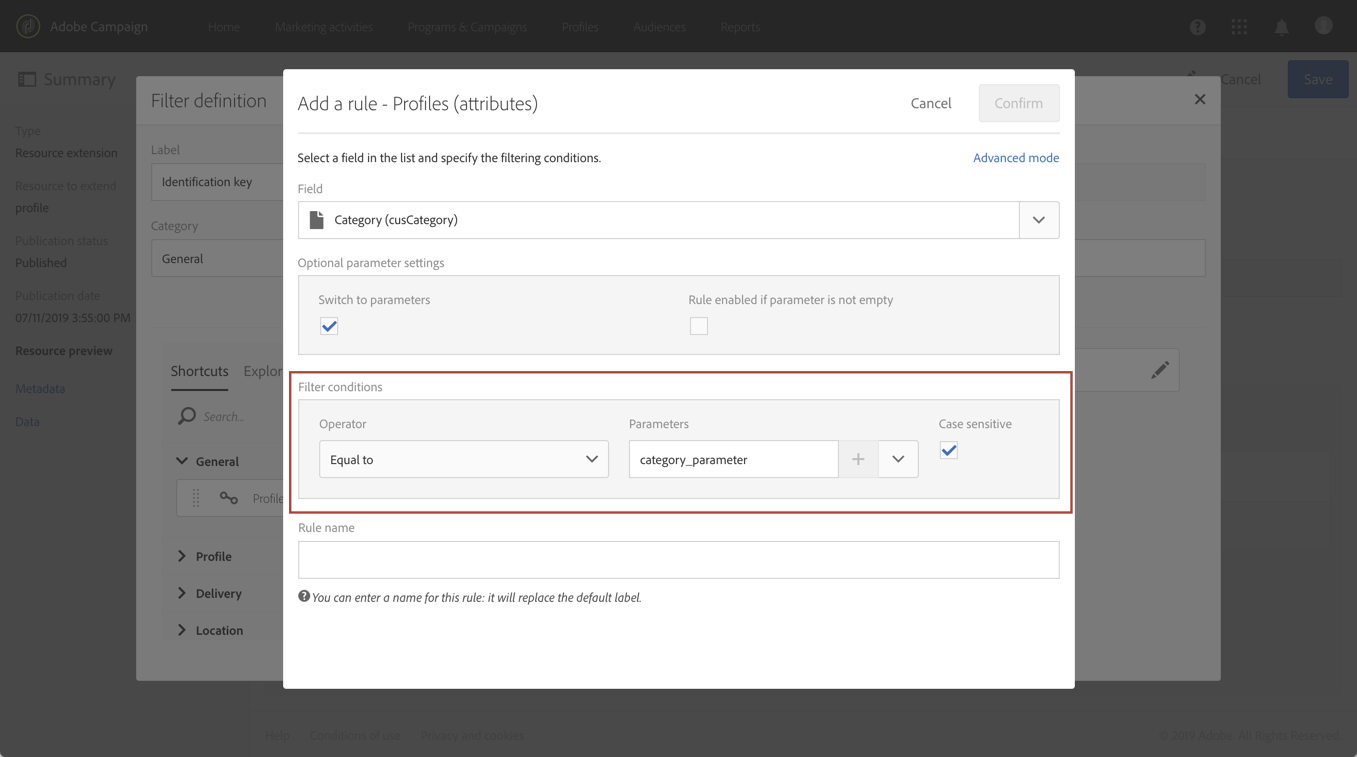 Adobe Campaign Home Marketing activities Programs & Campaigns Profiles Audiences Reports
Summary Cancel Save
Type
Resource extension
Resource to extend
profile
Publication status
Published
Publication date
07/11/2019 3:55:00 PM
Resource preview
Metadata
Data
Filter definition
Label
Identification key
Category
General
Shortcuts Explor
Search...
General
Profile
Profile
Delivery
Location
Add a rule - Profiles (attributes) Cancel Confirm
Select a field in the list and specify the filtering conditions. Advanced mode
Field
Category (cusCategory)
Optional parameter settings
Switch to parameters Rule enabled if parameter is not empty
Filter conditions
Operator Parameters Case sensitive
Equal to category_parameter
Rule name
You can enter a name for this rule: it will replace the default label.
Help Conditions of use Privacy and cookies © 2019 Adobe. All Rights Reserved.